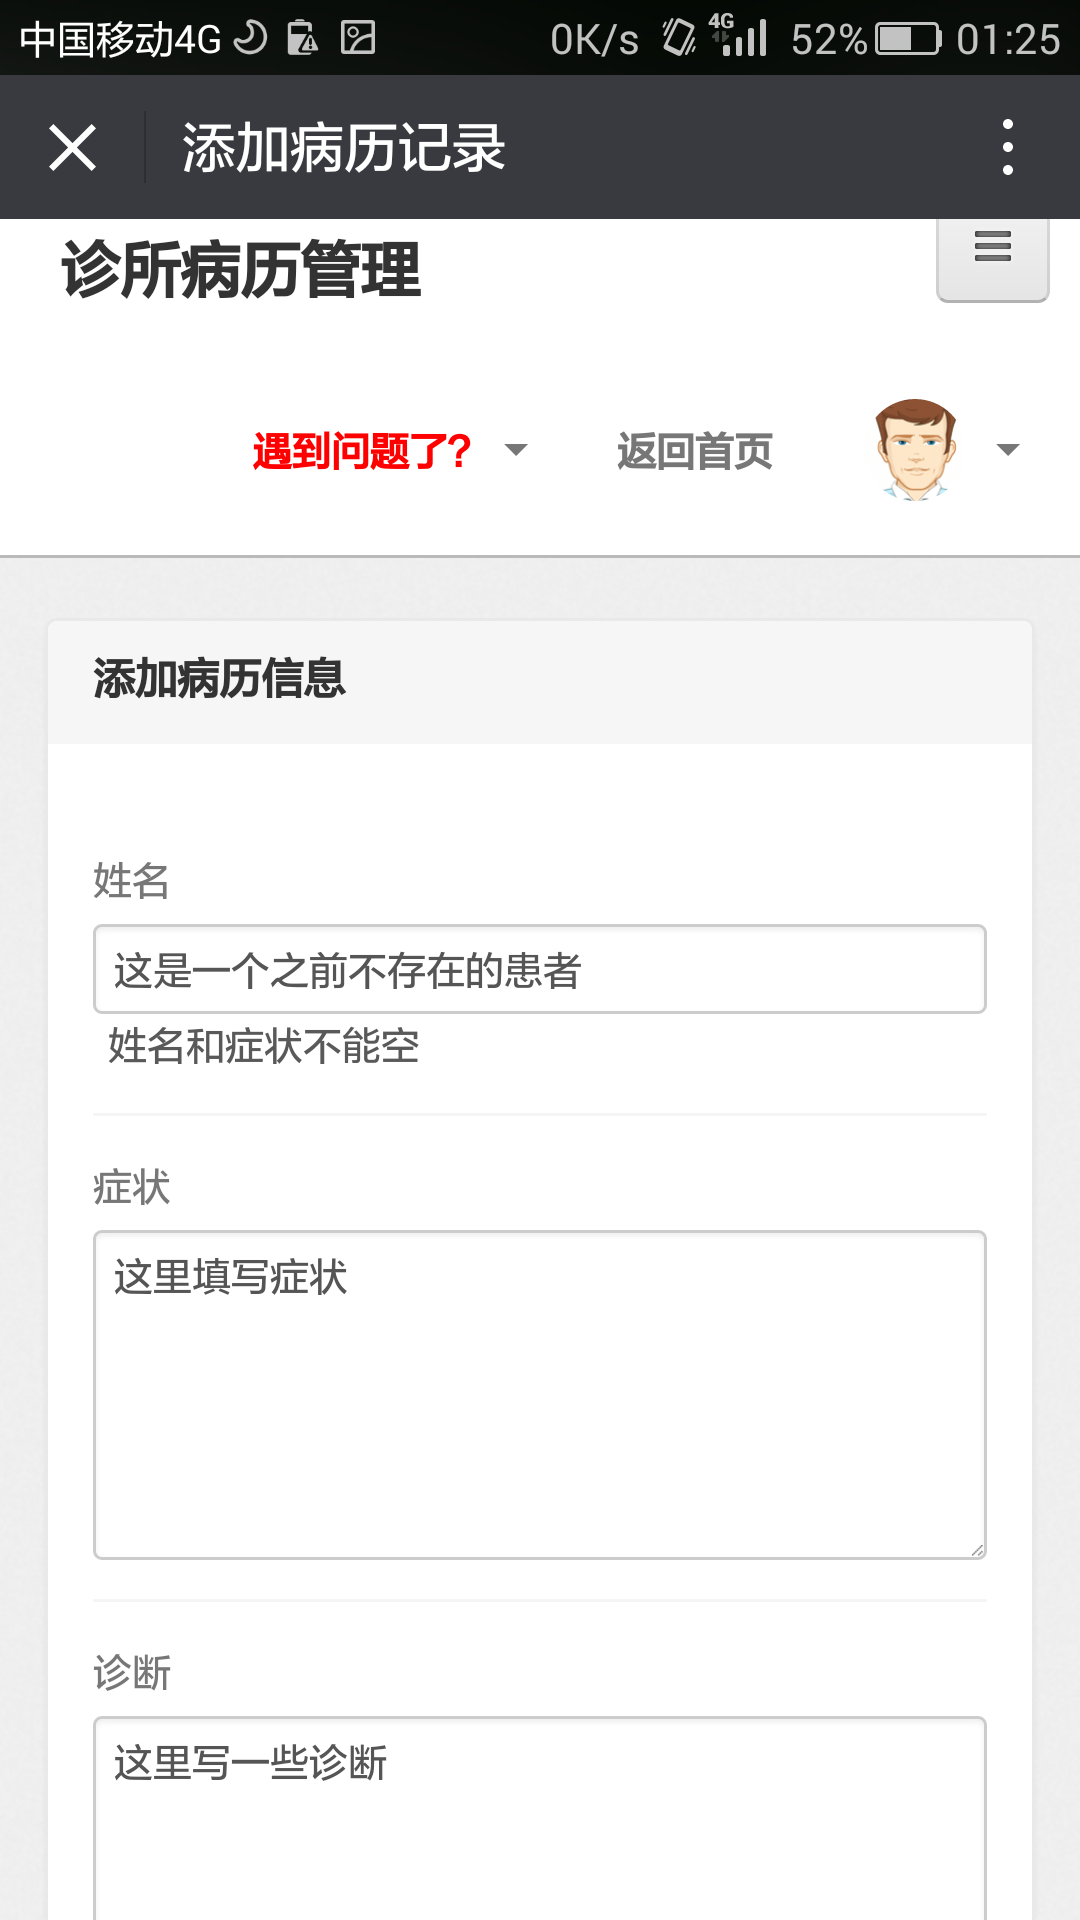 中国移动4G 0K/s 4G 52% 01:25
添加病历记录
诊所病历管理
遇到问题了? 返回首页
添加病历信息
姓名
这是一个之前不存在的患者
姓名和症状不能空
症状
这里填写症状
诊断
这里写一些诊断